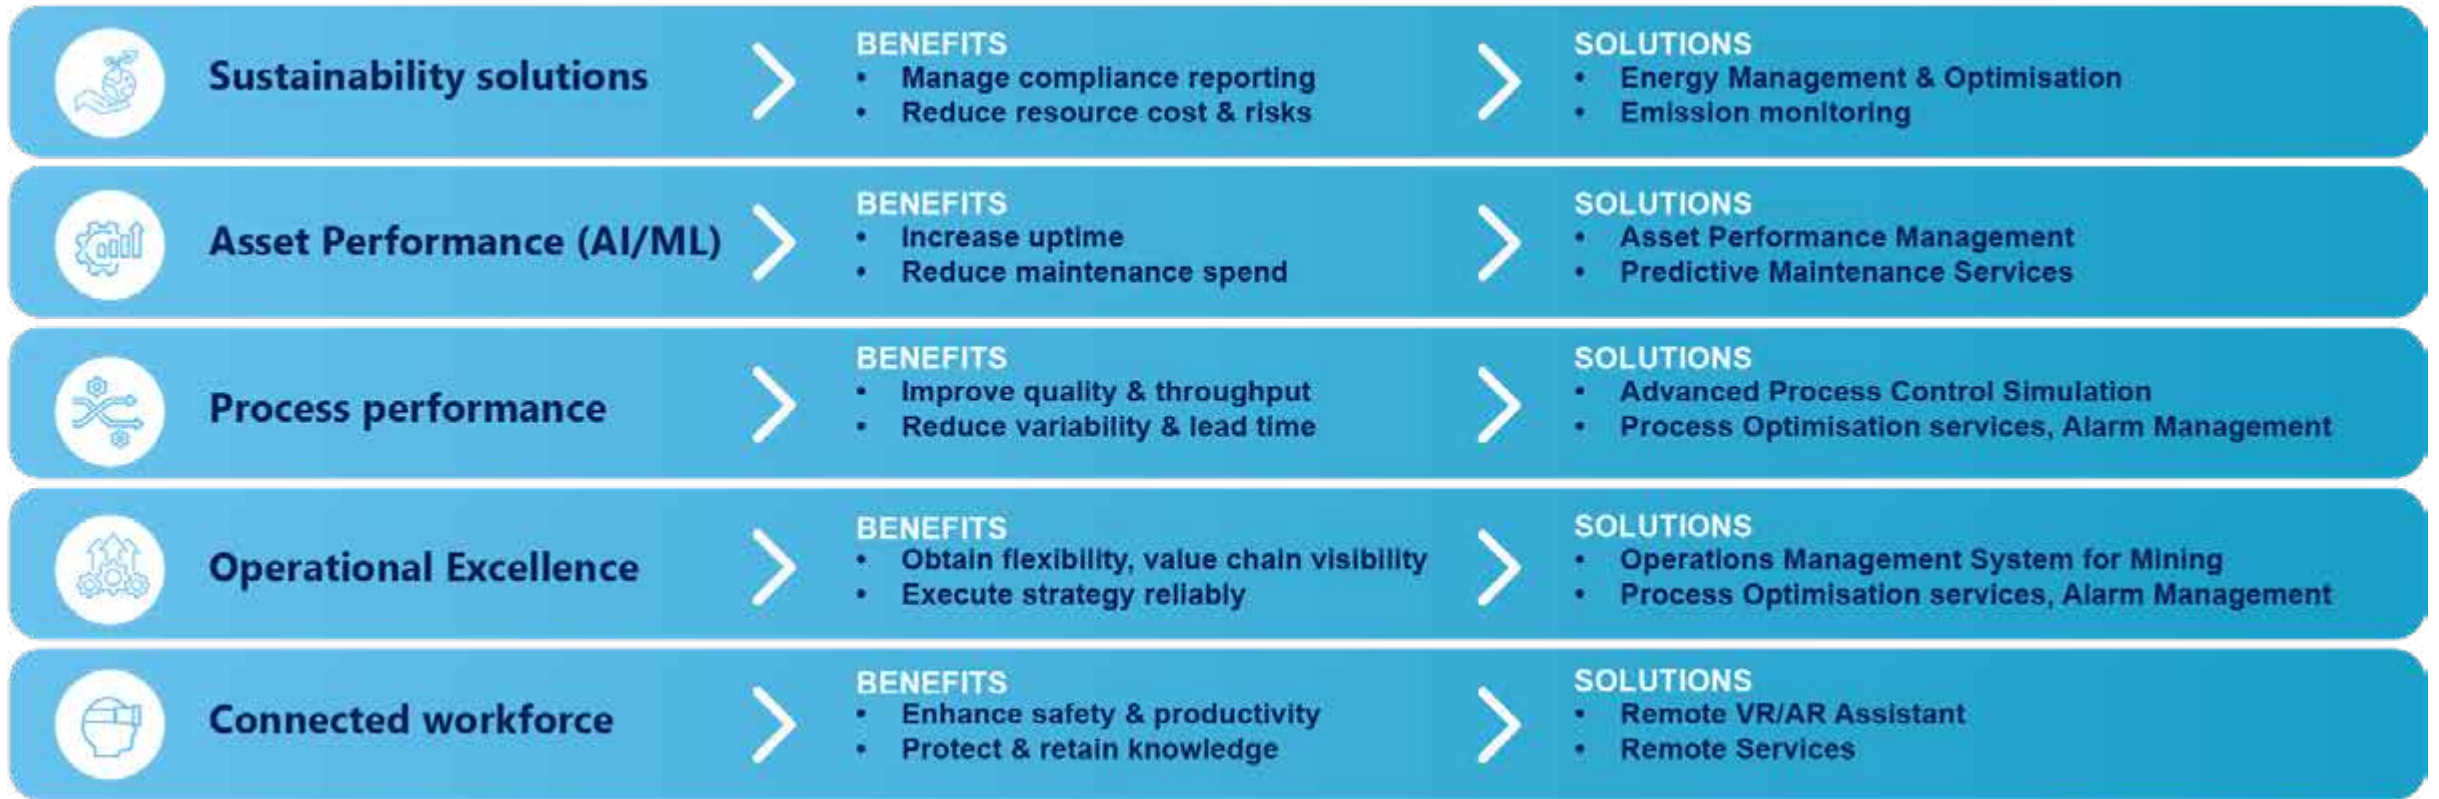 Sustainability solutions
BENEFITS
• Manage compliance reporting
• Reduce resource cost & risks
SOLUTIONS
• Energy Management & Optimisation
• Emission monitoring
Asset Performance (AI/ML)
BENEFITS
• Increase uptime
• Reduce maintenance spend
SOLUTIONS
• Asset Performance Management
• Predictive Maintenance Services
Process performance
BENEFITS
• Improve quality & throughput
• Reduce variability & lead time
SOLUTIONS
• Advanced Process Control Simulation
• Process Optimisation services, Alarm Management
Operational Excellence
BENEFITS
• Obtain flexibility, value chain visibility
• Execute strategy reliably
SOLUTIONS
• Operations Management System for Mining
• Process Optimisation services, Alarm Management
Connected workforce
BENEFITS
• Enhance safety & productivity
• Protect & retain knowledge
SOLUTIONS
• Remote VR/AR Assistant
• Remote Services